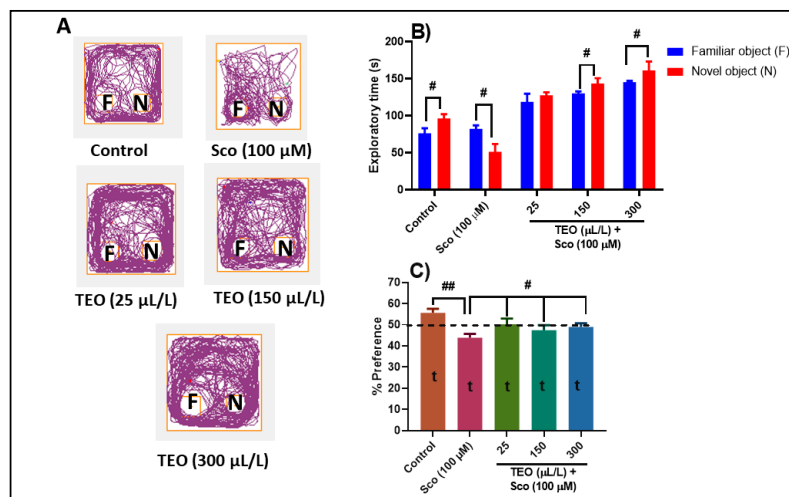 A
F N
Control
F N
Sco (100 µM)
F N
TEO (25 µL/L)
F N
TEO (150 µL/L)
F N
TEO (300 µL/L)
B)
Familiar object (F)
Novel object (N)
Exploratory time (s)
200
150
100
50
0
# # # #
Control
Sco (100 µM)
25
150
300
TEO (µL/L) +
Sco (100 µM)
C)
% Preference
60
50
40
30
20
10
0
## #
t t t t t
Control
Sco (100 µM)
25
150
300
TEO (µL/L) +
Sco (100 µM)